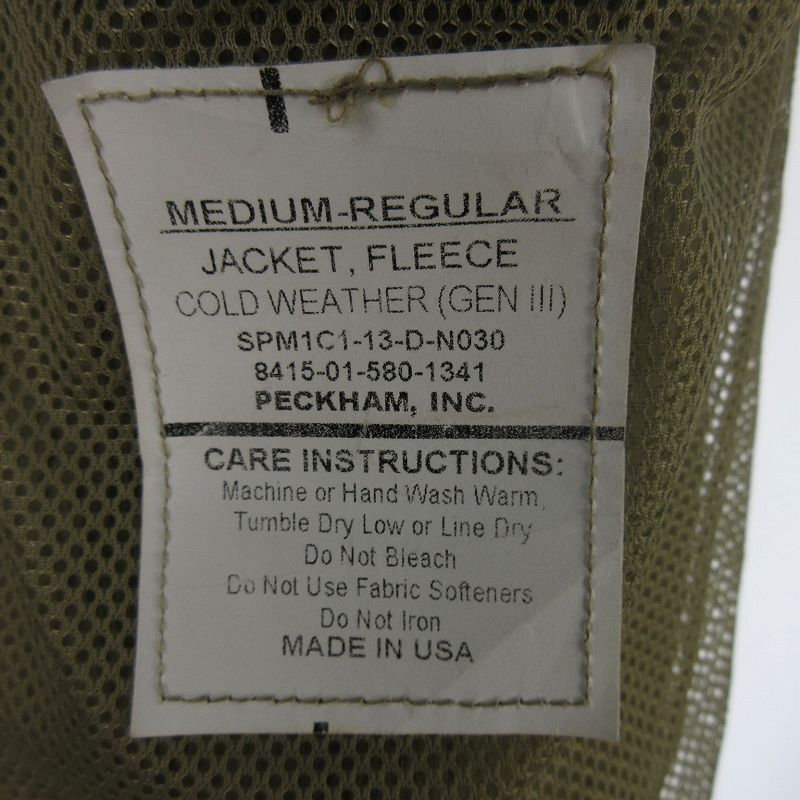 MEDIUM-REGULAR
JACKET, FLEECE
COLD WEATHER (GEN III)
SPM1C1-13-D-N030
8415-01-580-1341
PECKHAM, INC.
CARE INSTRUCTIONS:
Machine or Hand Wash Warm,
Tumble Dry Low or Line Dry
Do Not Bleach
Do Not Use Fabric Softeners
Do Not Iron
MADE IN USA